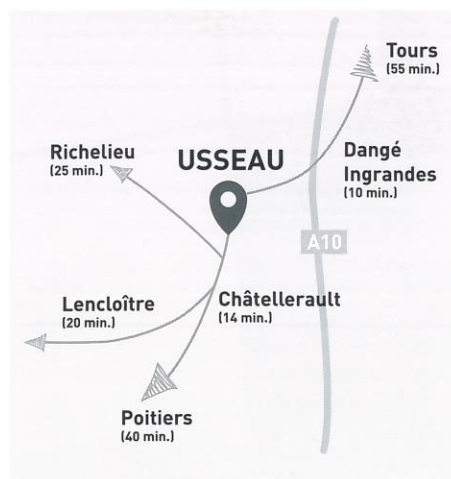 Tours
(55 min.)
Richelieu
(25 min.)
USSEAU
Dangé
Ingrandes
(10 min.)
A10
Lencloître
(20 min.)
Châtellerault
(14 min.)
Poitiers
(40 min.)